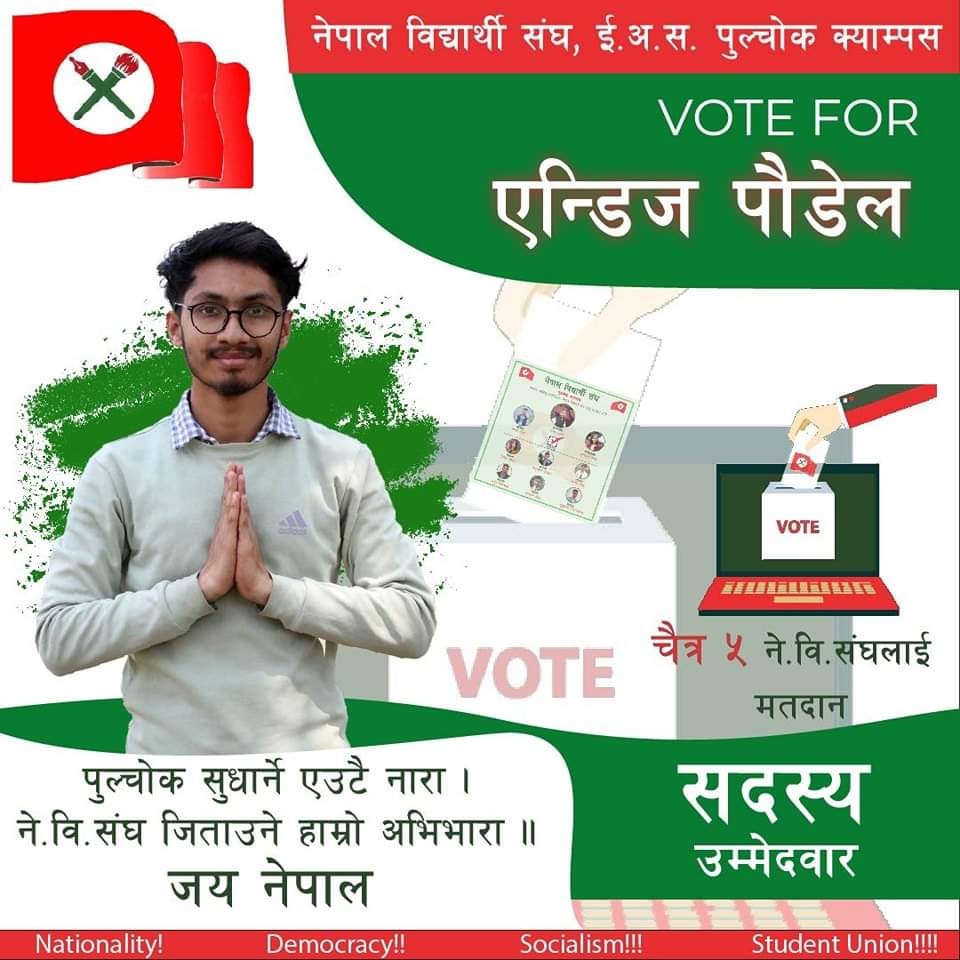 नेपाल विद्यार्थी संघ, ई.अ.स. पुल्चोक क्याम्पस
VOTE FOR
एन्डिज पौडेल
नेपाल विद्यार्थी संघ
VOTE
VOTE
चैत्र ५ ने.वि.संघलाई
मतदान
पुल्चोक सुधार्ने एउटै नारा ।
ने.वि.संघ जिताउने हाम्रो अभिभारा ॥
जय नेपाल
सदस्य
उम्मेदवार
Nationality! Democracy!! Socialism!!! Student Union!!!!